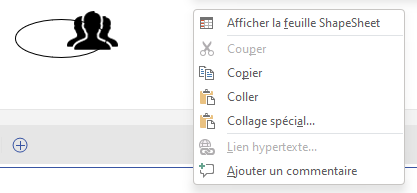 Afficher la feuille ShapeSheet
Couper
Copier
Coller
Collage spécial...
Lien hypertexte...
Ajouter un commentaire